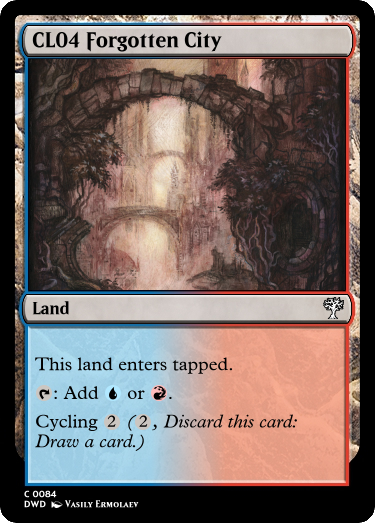 CL04 Forgotten City
Land
This land enters tapped.
: Add or .
Cycling 2 ( 2 , Discard this card:
Draw a card.)
C 0084
DWD Vasily Ermolaev